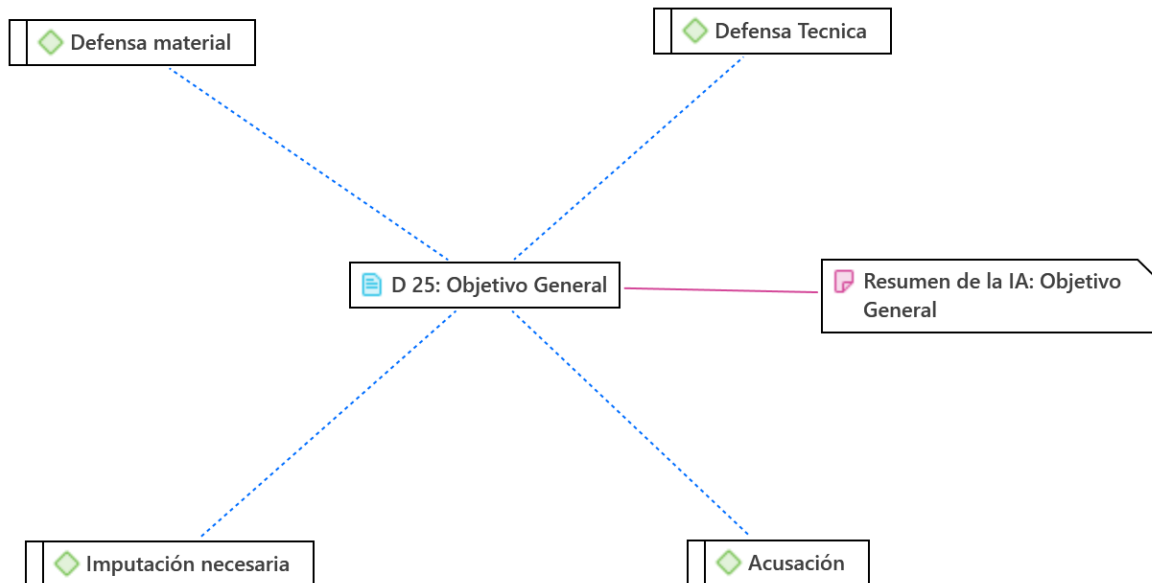 Defensa material
Defensa Tecnica
D 25: Objetivo General
Resumen de la IA: Objetivo
General
Imputación necesaria
Acusación